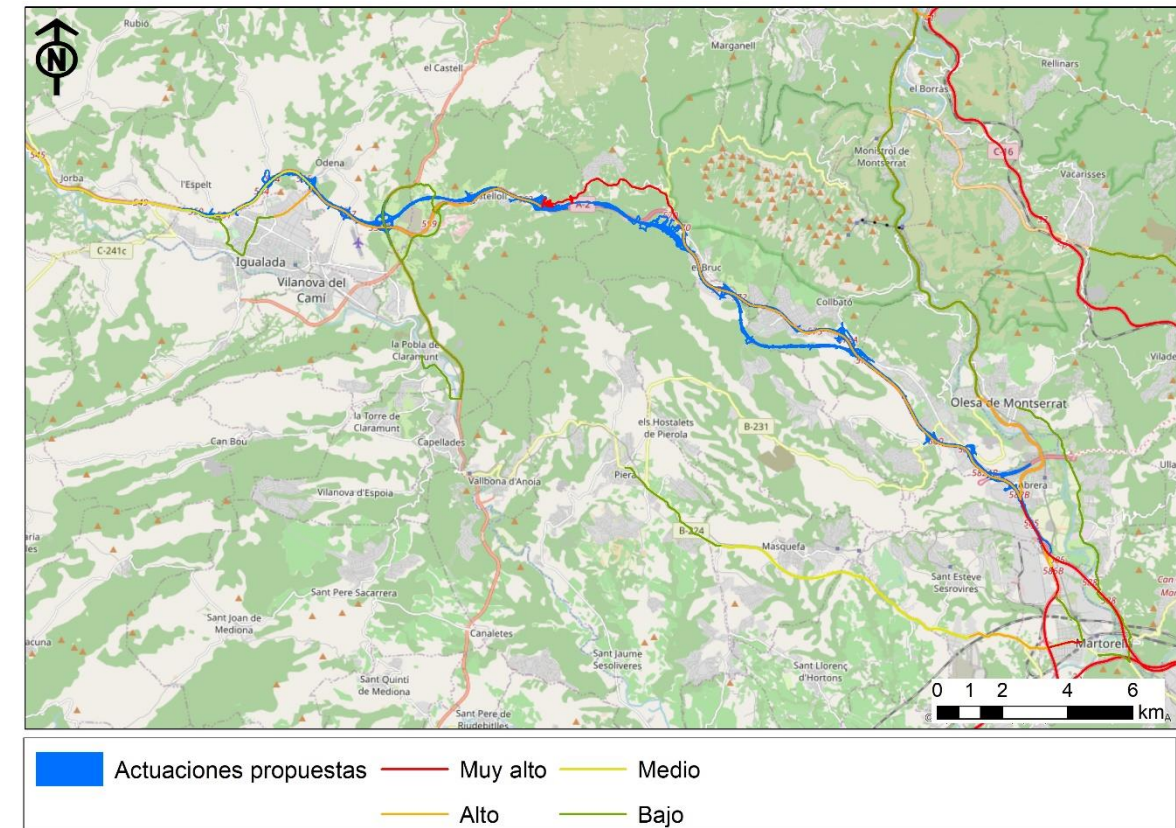 N
Marganell
Rellinars
el Castell
Rubió
el Borràs
C-16
Monistrol de
Montserrat
Vacarisses
Òdena
545
Jorba
l'Espelt
549
A-2
C-241c
Igualada
Vilanova del
Camí
el Bruc
Collbató
la Pobla de
Claramunt
Olesa de Montserrat
la Torre de
Claramunt
els Hostalets
de Pierola
B-231
Can Bou
Capellades
Vallbona d'Anoia
Piera
Abrera
582B
Vilanova d'Espoia
B-224
Masquefa
Sant Esteve
Sesrovires
Sant Pere Sacarrera
Sant Joan de
Mediona
Canaletes
Martorell
Sant Jaume
Sesoliveres
Sant Llorenç
d'Hortons
Sant Quintí
de Mediona
Sant Pere de
Riudebitlles
0 1 2 4 6
km
Actuaciones propuestas Muy alto Medio
Alto Bajo